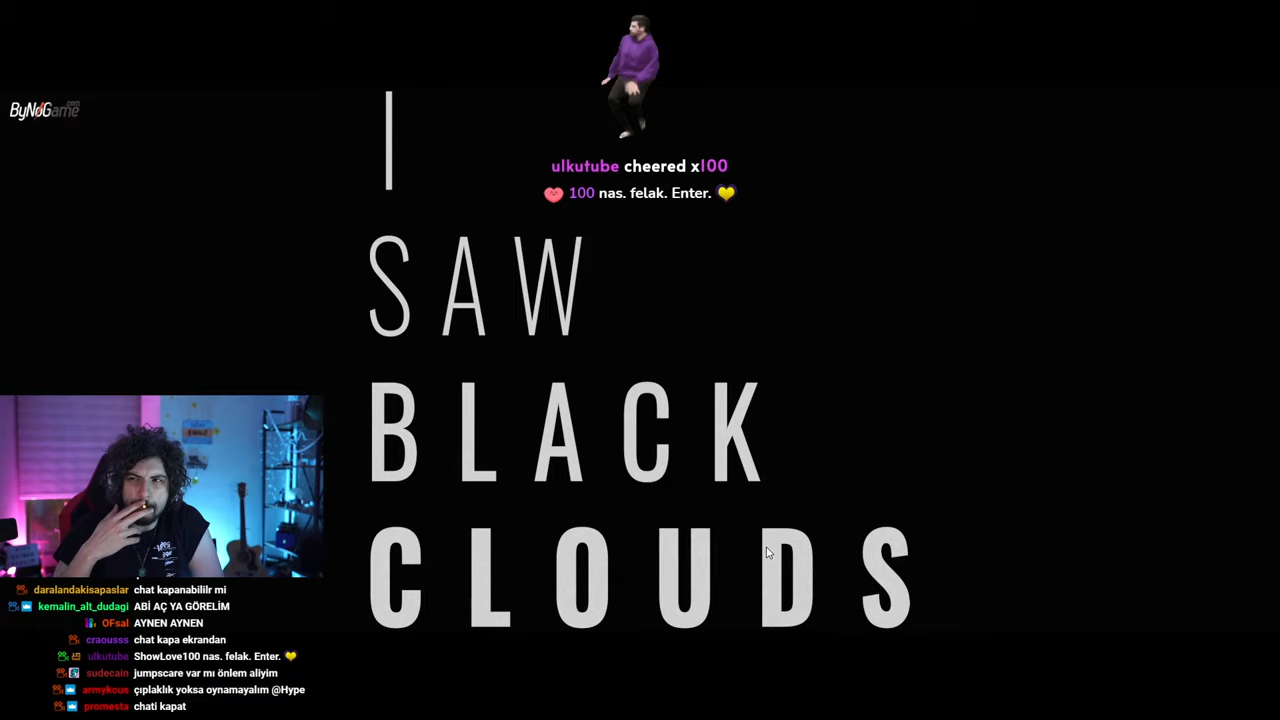 ByNoGame.com
I
ulkutube cheered x100
100 nas. felak. Enter.
SAW
BLACK
CLOUDS
daralandakisapaslar chat kapanabililr mi
kemalin_alt_dudagi ABİ AÇ YA GÖRELİM
OFsal AYNEN AYNEN
craousss chat kapa ekrandan
ulkutube ShowLove100 nas. felak. Enter.
sudecain jumpscare var mı önlem aliyim
armykous çıplaklık yoksa oynamayalım @Hype
promesta chati kapat